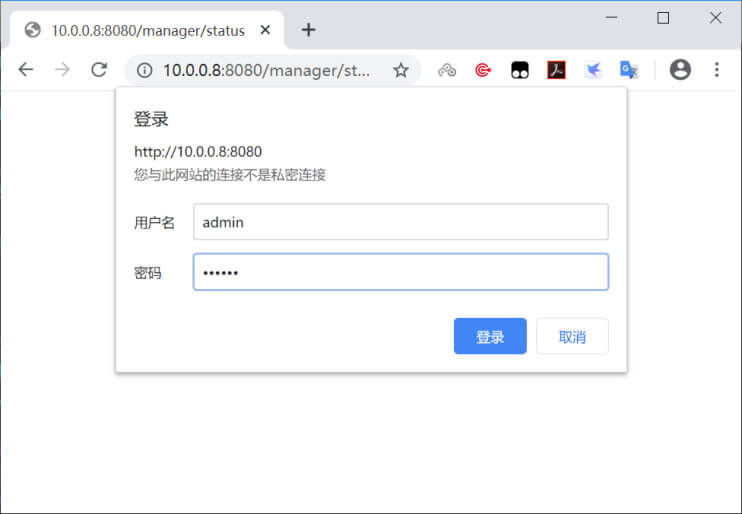 10.0.0.8:8080/manager/status
10.0.0.8:8080/manager/st...
登录
http://10.0.0.8:8080
您与此网站的连接不是私密连接
用户名 admin
密码 ••••••
登录 取消